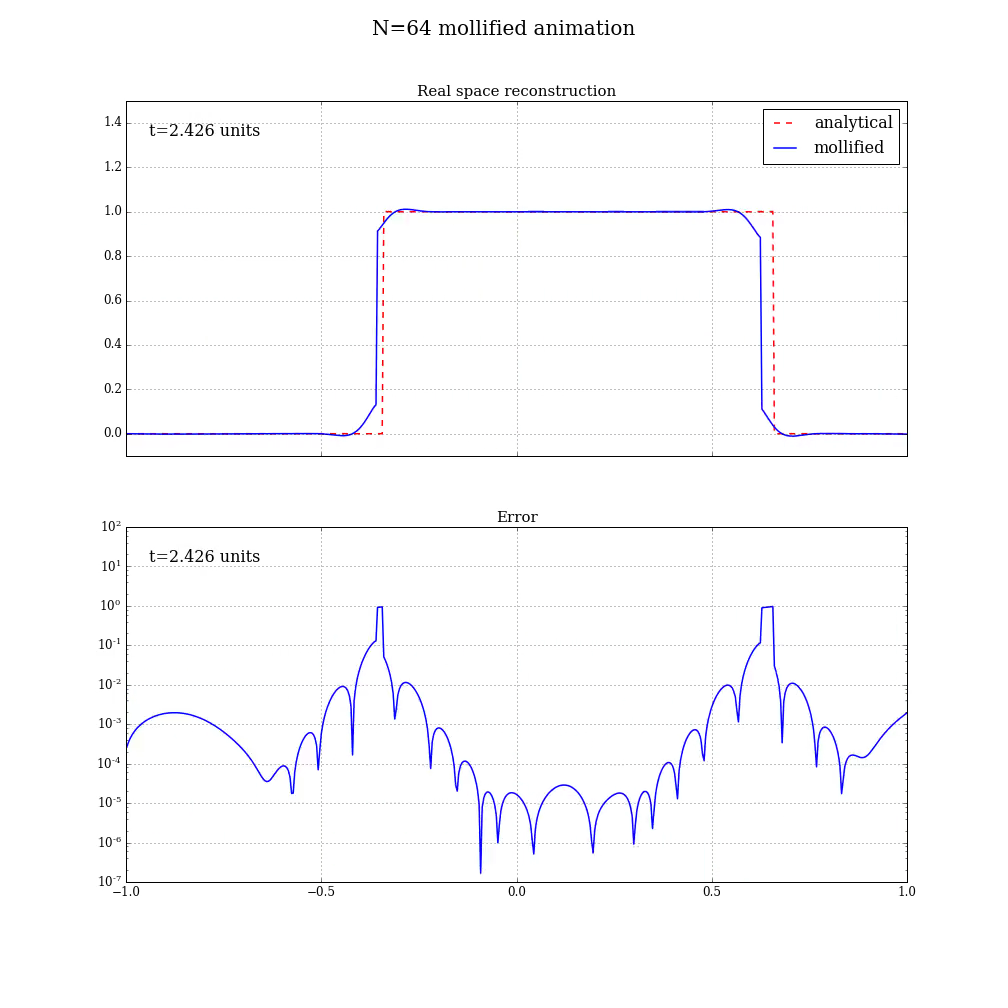 N=64 mollified animation
Real space reconstruction
t=2.426 units
analytical
mollified
1.4
1.2
1.0
0.8
0.6
0.4
0.2
0.0
Error
t=2.426 units
10²
10¹
10⁰
10⁻¹
10⁻²
10⁻³
10⁻⁴
10⁻⁵
10⁻⁶
10⁻⁷
−1.0 −0.5 0.0 0.5 1.0